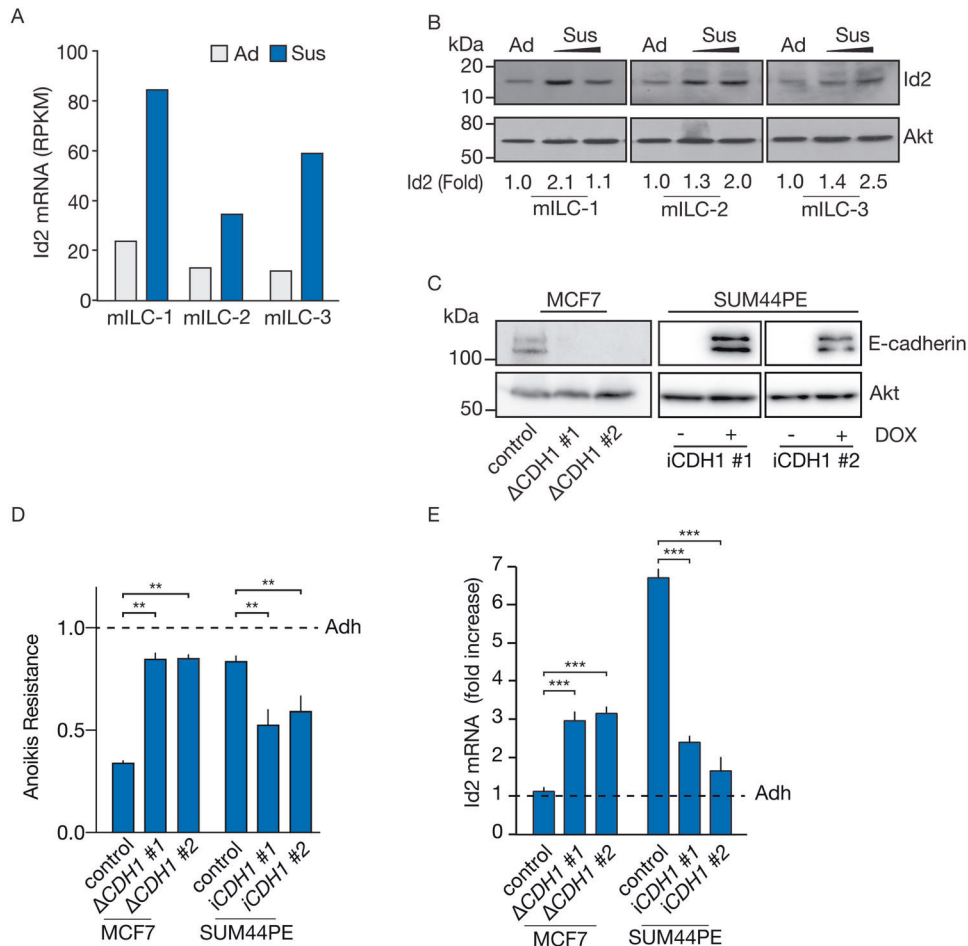 A
Ad Sus
Id2 mRNA (RPKM)
100
80
60
40
20
0
mILC-1 mILC-2 mILC-3
B
kDa Ad Sus Ad Sus Ad Sus
20
10
Id2
80
50
Akt
Id2 (Fold) 1.0 2.1 1.1 1.0 1.3 2.0 1.0 1.4 2.5
mILC-1 mILC-2 mILC-3
C
MCF7 SUM44PE
kDa
100
E-cadherin
50
Akt
control
ΔCDH1 #1
ΔCDH1 #2
- + - + DOX
iCDH1 #1 iCDH1 #2
D
Anoikis Resistance
** ** ** **
1.0
Adh
0.5
0.0
control
ΔCDH1 #1
ΔCDH1 #2
control
iCDH1 #1
iCDH1 #2
MCF7 SUM44PE
E
Id2 mRNA (fold increase)
*** *** *** ***
7
6
5
4
3
2
1
0
Adh
control
ΔCDH1 #1
ΔCDH1 #2
control
iCDH1 #1
iCDH1 #2
MCF7 SUM44PE